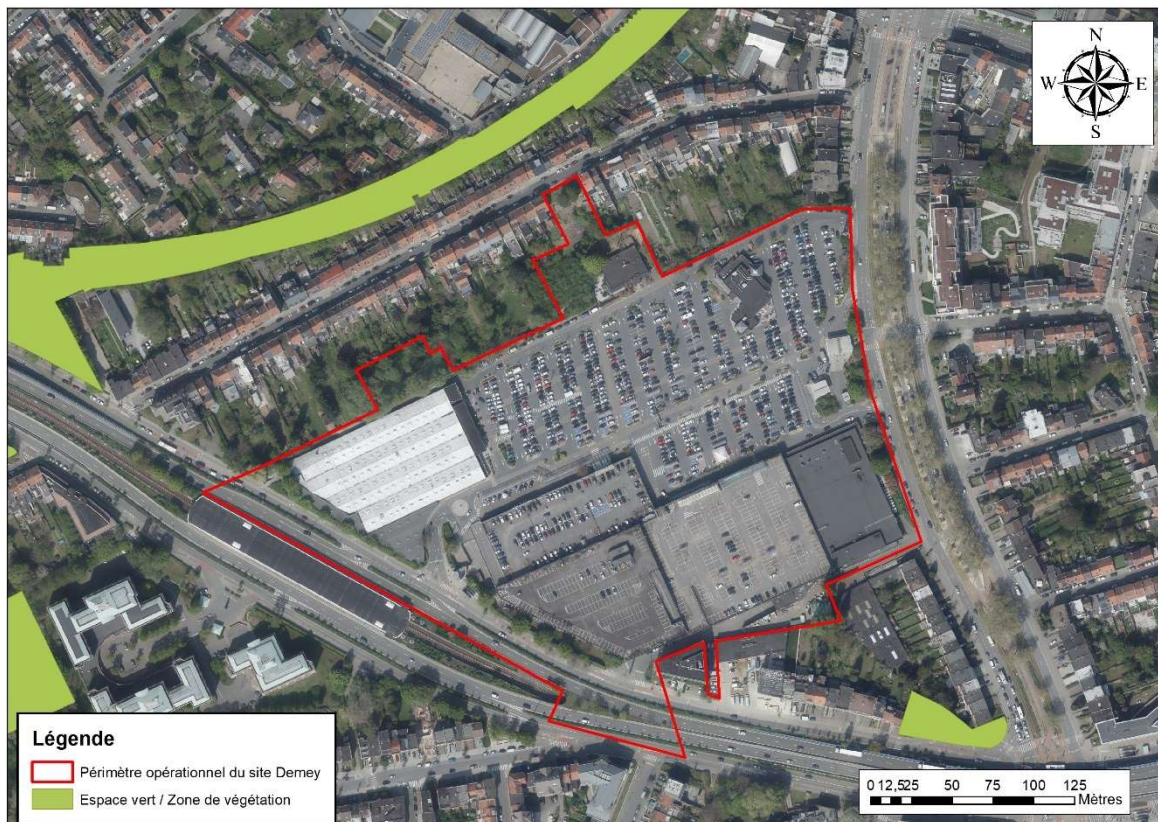 N
W E
S
Légende
Périmètre opérationnel du site Demey
Espace vert / Zone de végétation
0 12,525 50 75 100 125
Mètres